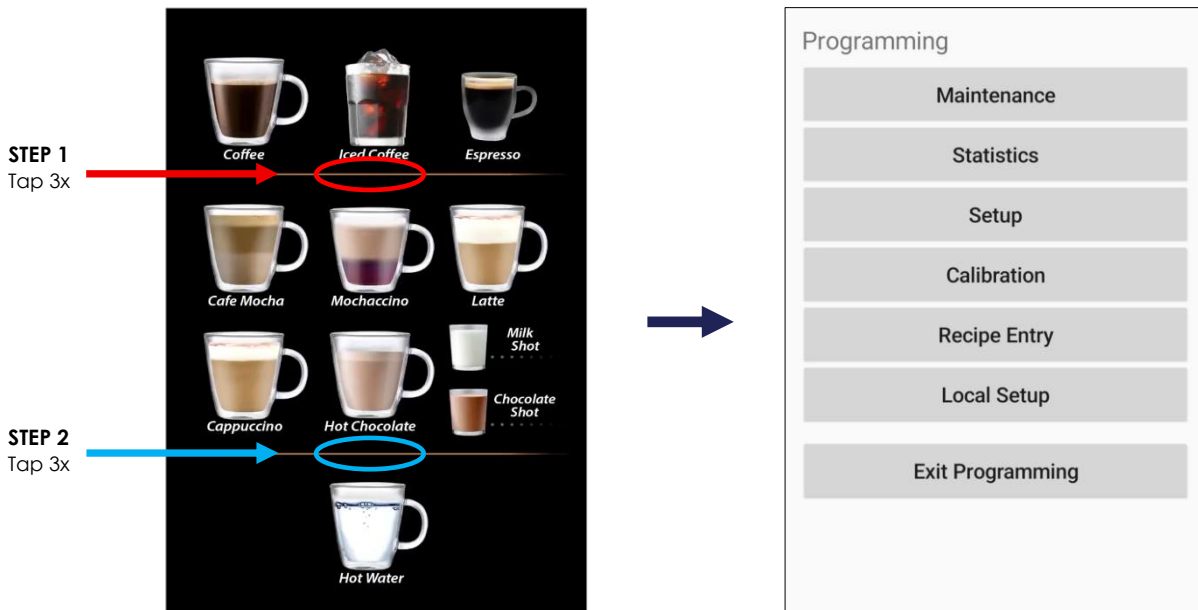 STEP 1
Tap 3x
Coffee
Iced Coffee
Espresso
Cafe Mocha
Mochaccino
Latte
Milk
Shot
Chocolate
Shot
Cappuccino
Hot Chocolate
STEP 2
Tap 3x
Hot Water
Programming
Maintenance
Statistics
Setup
Calibration
Recipe Entry
Local Setup
Exit Programming